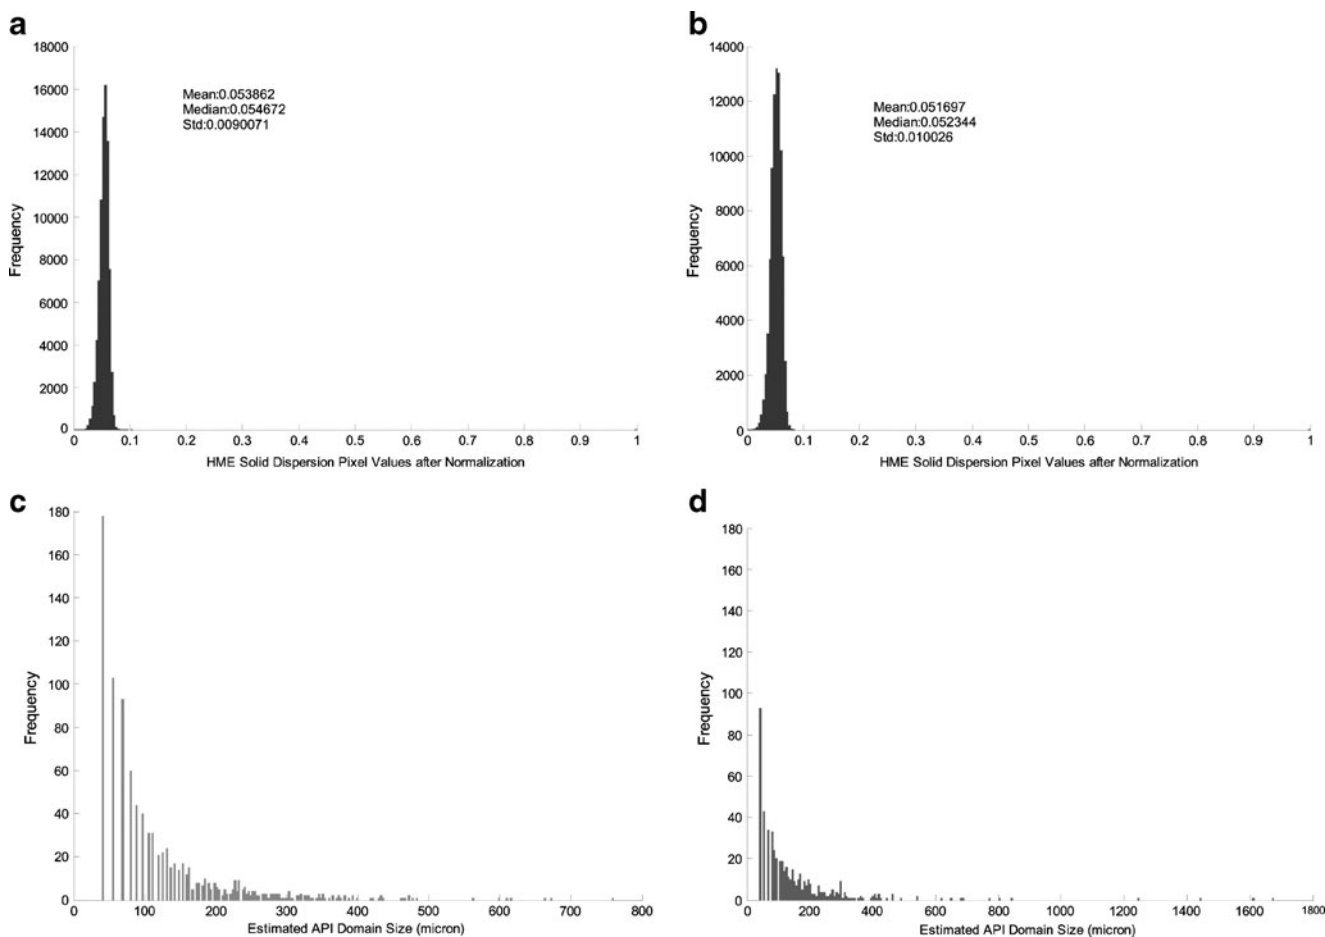 a
18000
16000
14000
12000
10000
8000
6000
4000
2000
0
Frequency
Mean:0.053862
Median:0.054672
Std:0.0090071
0 0.1 0.2 0.3 0.4 0.5 0.6 0.7 0.8 0.9 1
HME Solid Dispersion Pixel Values after Normalization
b
14000
12000
10000
8000
6000
4000
2000
0
Frequency
Mean:0.051697
Median:0.052344
Std:0.010026
0 0.1 0.2 0.3 0.4 0.5 0.6 0.7 0.8 0.9 1
HME Solid Dispersion Pixel Values after Normalization
c
180
160
140
120
100
80
60
40
20
0
Frequency
0 100 200 300 400 500 600 700 800
Estimated API Domain Size (micron)
d
180
160
140
120
100
80
60
40
20
0
Frequency
0 200 400 600 800 1000 1200 1400 1600 1800
Estimated API Domain Size (micron)